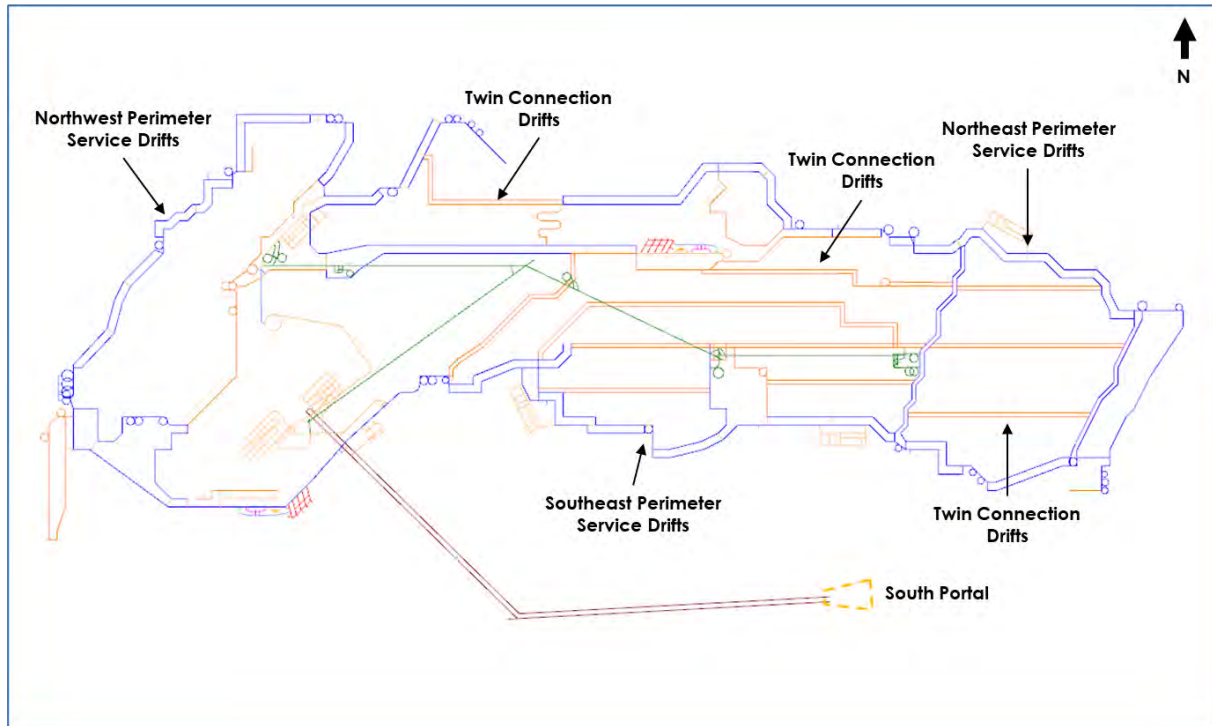 N
Twin Connection
Drifts
Northwest Perimeter
Service Drifts
Northeast Perimeter
Service Drifts
Twin Connection
Drifts
Southeast Perimeter
Service Drifts
Twin Connection
Drifts
South Portal